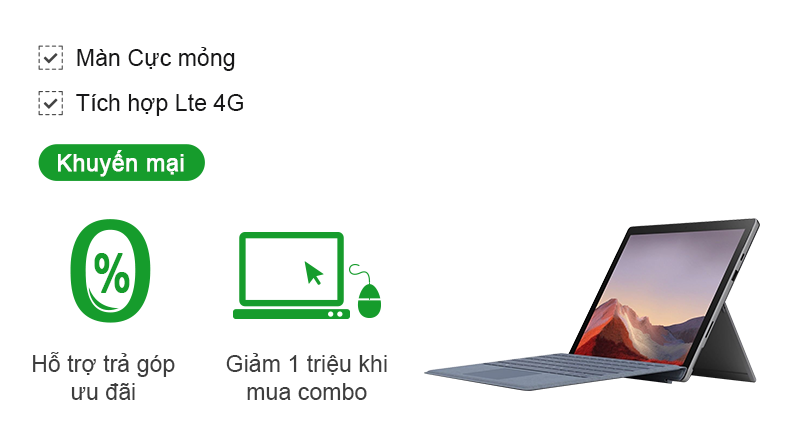 Màn Cực mỏng
Tích hợp Lte 4G
Khuyến mại
0%
Hỗ trợ trả góp
ưu đãi
Giảm 1 triệu khi
mua combo